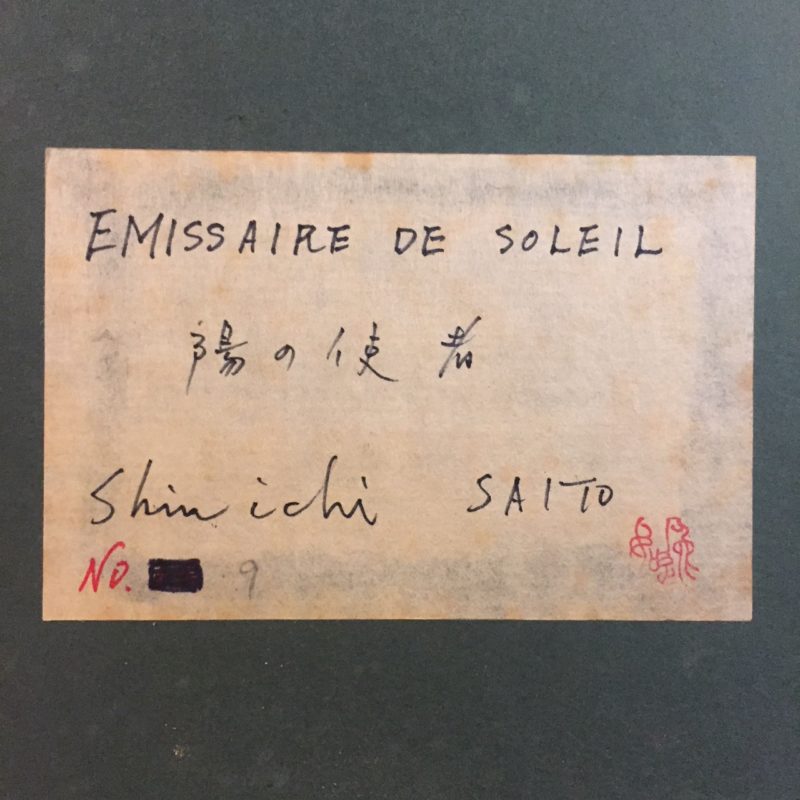 EMISSAIRE DE SOLEIL
陽の使者
Shinichi SAITO
No. 9